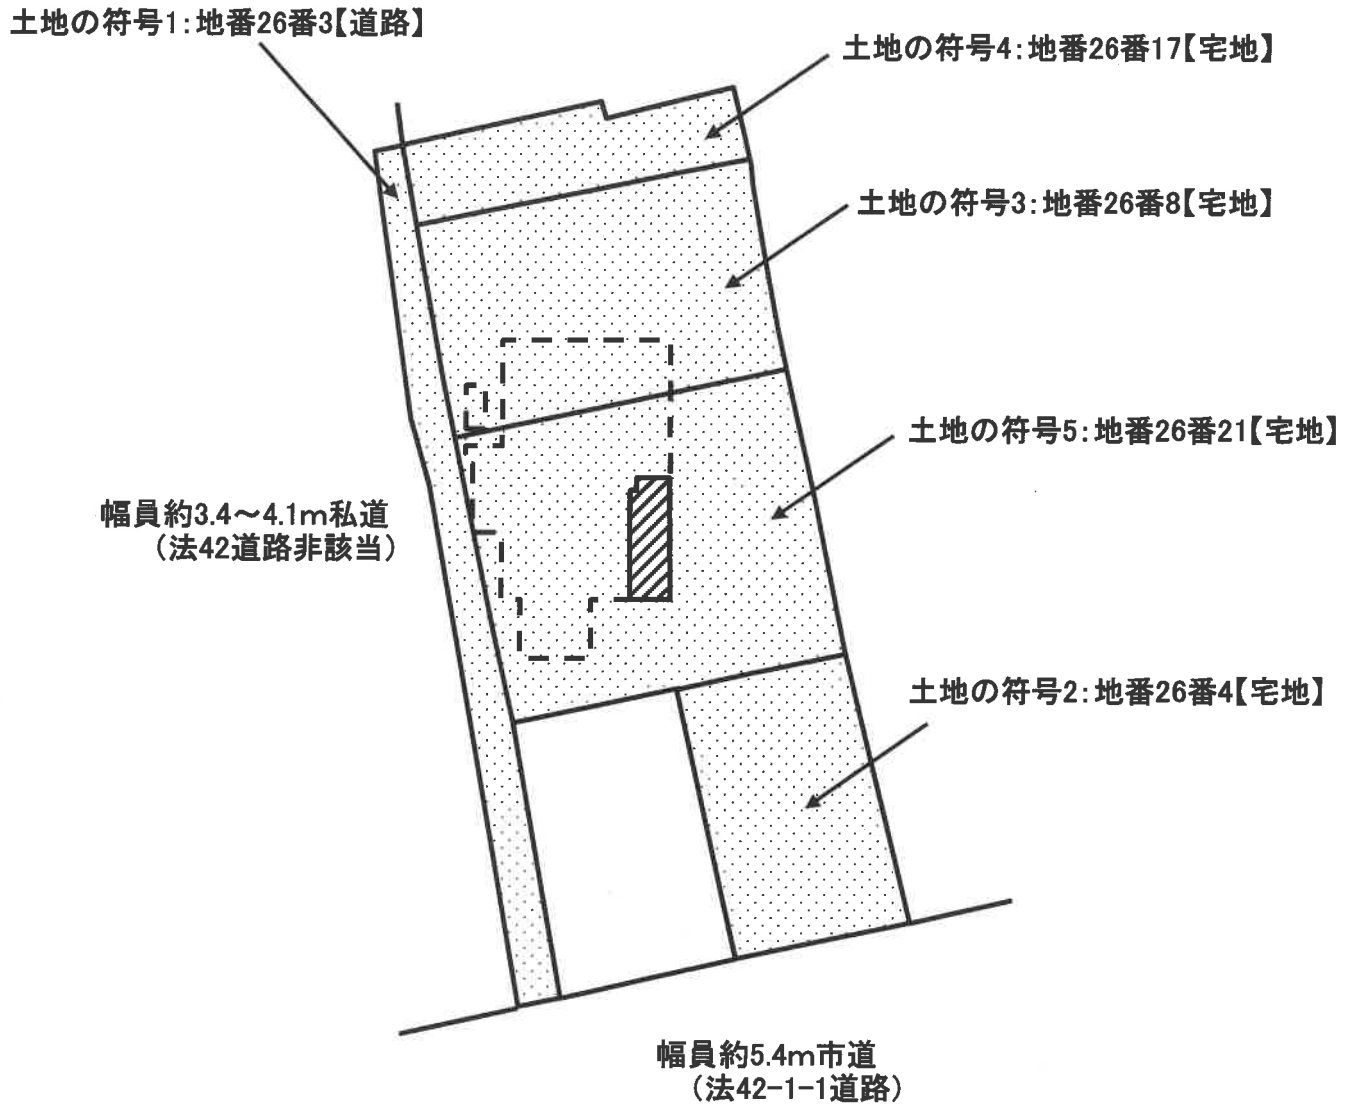 土地の符号1:地番26番3【道路】
土地の符号4:地番26番17【宅地】
土地の符号3:地番26番8【宅地】
土地の符号5:地番26番21【宅地】
幅員約3.4～4.1m私道
（法42道路非該当）
土地の符号2:地番26番4【宅地】
幅員約5.4m市道
（法42-1-1道路）